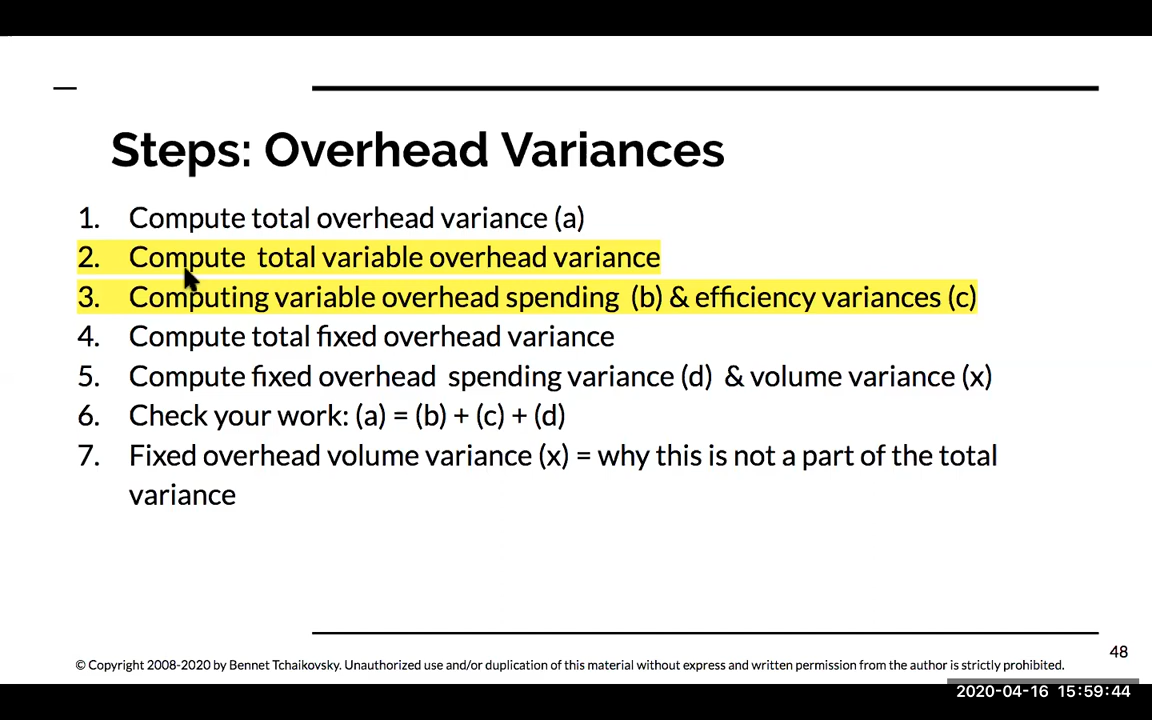 Steps: Overhead Variances
1. Compute total overhead variance (a)
2. Compute total variable overhead variance
3. Computing variable overhead spending (b) & efficiency variances (c)
4. Compute total fixed overhead variance
5. Compute fixed overhead spending variance (d) & volume variance (x)
6. Check your work: (a) = (b) + (c) + (d)
7. Fixed overhead volume variance (x) = why this is not a part of the total
variance
48
© Copyright 2008-2020 by Bennet Tchaikovsky. Unauthorized use and/or duplication of this material without express and written permission from the author is strictly prohibited.
2020-04-16 15:59:44